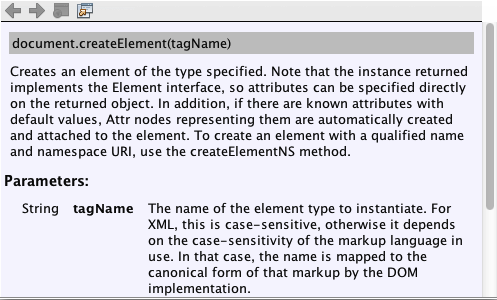 document.createElement(tagName)
Creates an element of the type specified. Note that the instance returned
implements the Element interface, so attributes can be specified directly
on the returned object. In addition, if there are known attributes with
default values, Attr nodes representing them are automatically created
and attached to the element. To create an element with a qualified name
and namespace URI, use the createElementNS method.
Parameters:
String tagName The name of the element type to instantiate. For
XML, this is case-sensitive, otherwise it depends
on the case-sensitivity of the markup language in
use. In that case, the name is mapped to the
canonical form of that markup by the DOM
implementation.